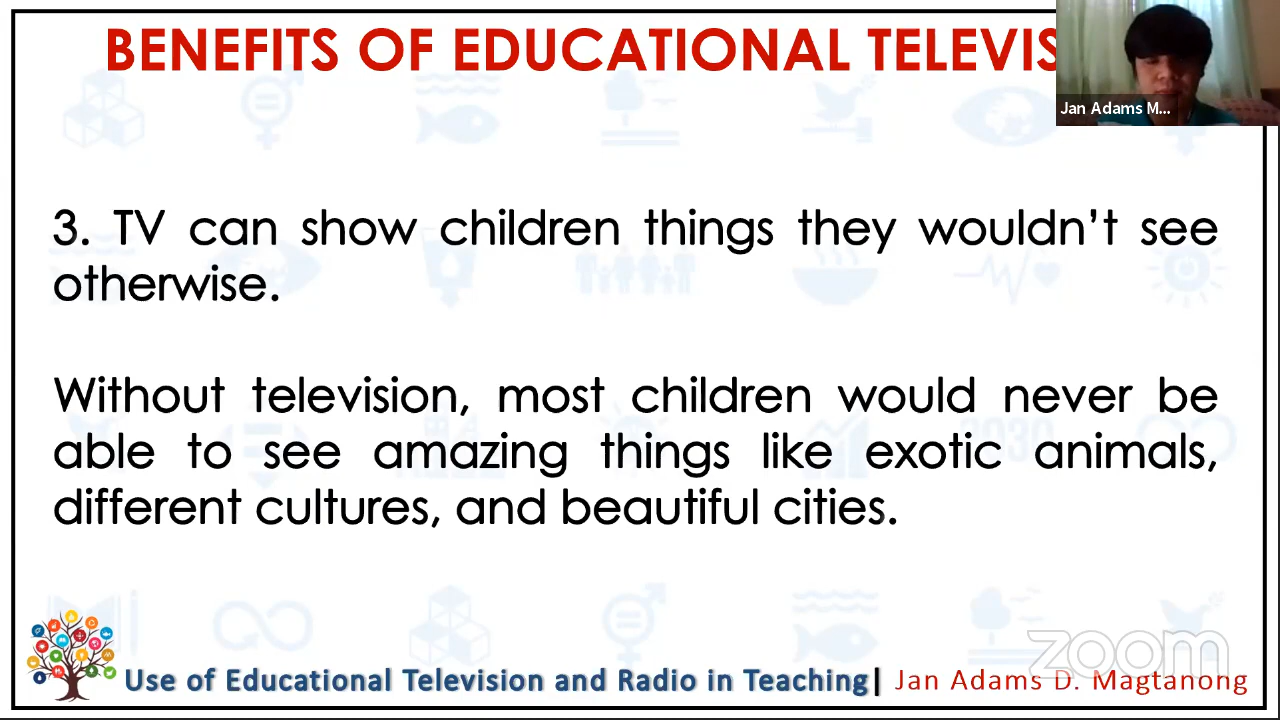 BENEFITS OF EDUCATIONAL TELEVIS
Jan Adams M...
3. TV can show children things they wouldn't see
otherwise.
Without television, most children would never be
able to see amazing things like exotic animals,
different cultures, and beautiful cities.
zoom
Use of Educational Television and Radio in Teaching| Jan Adams D. Magtanong